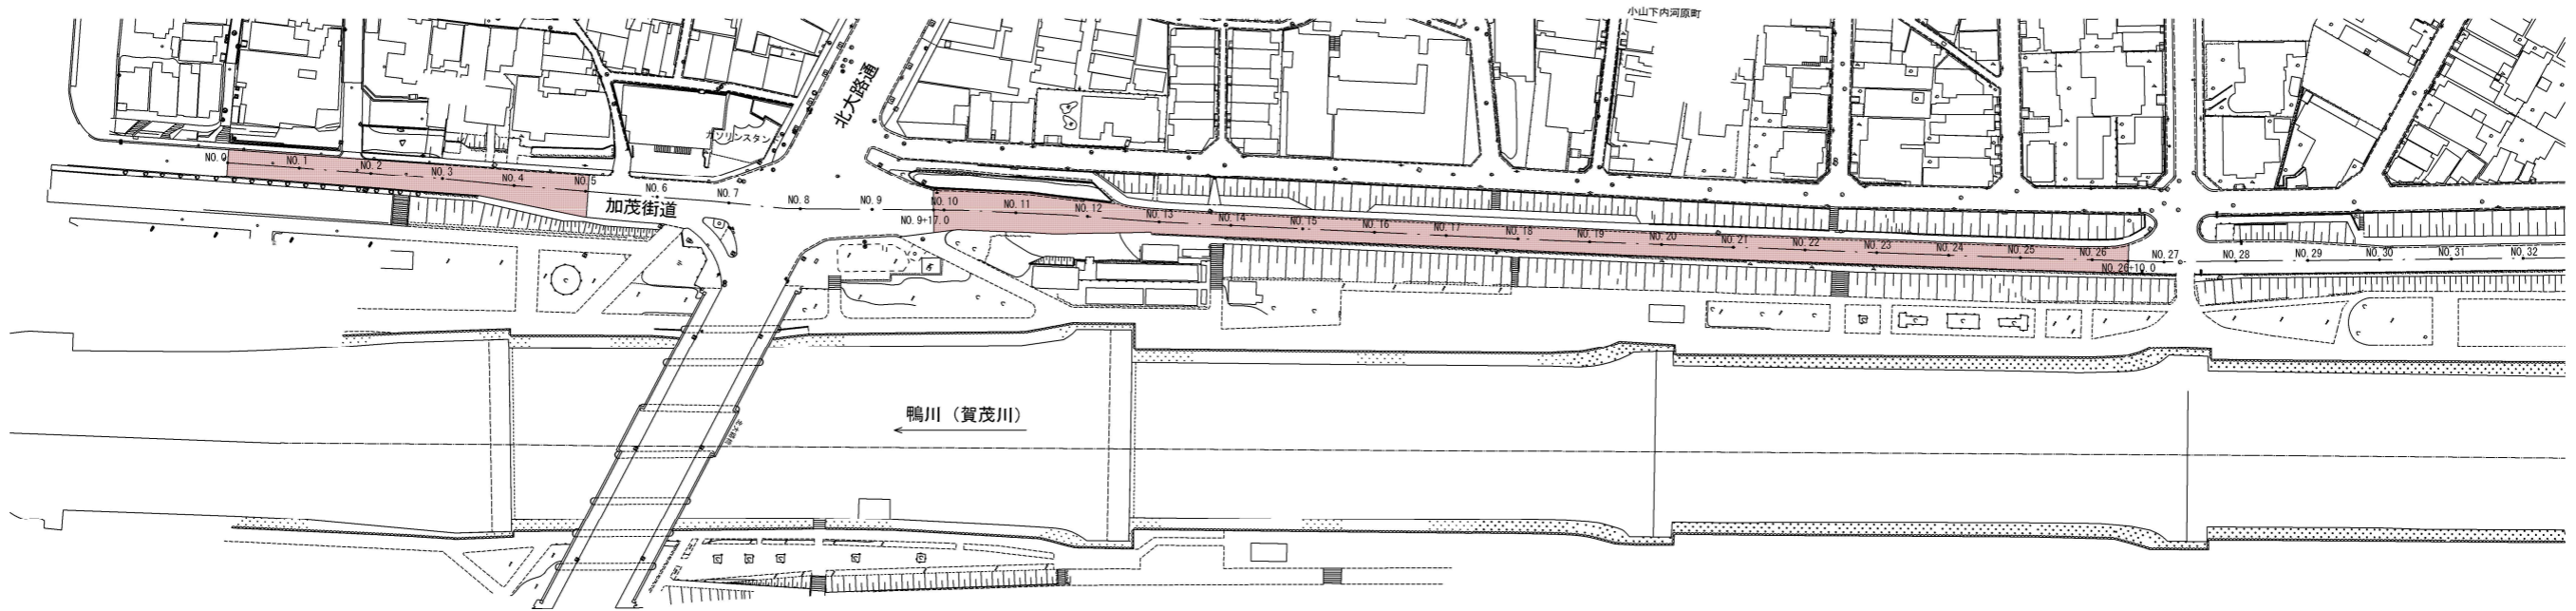 小山下内河原町
北大路通
ガソリンスタンド
NO. 0
NO. 1
NO. 2
NO. 3
NO. 4
NO. 5
NO. 6
NO. 7
NO. 8
NO. 9
NO. 9+17. 0
NO. 10
NO. 11
NO. 12
NO. 13
NO. 14
NO. 15
NO. 16
NO. 17
NO. 18
NO. 19
NO. 20
NO. 21
NO. 22
NO. 23
NO. 24
NO. 25
NO. 26
NO. 26+10. 0
NO. 27
NO. 28
NO. 29
NO. 30
NO. 31
NO. 32
加茂街道
鴨川（賀茂川）